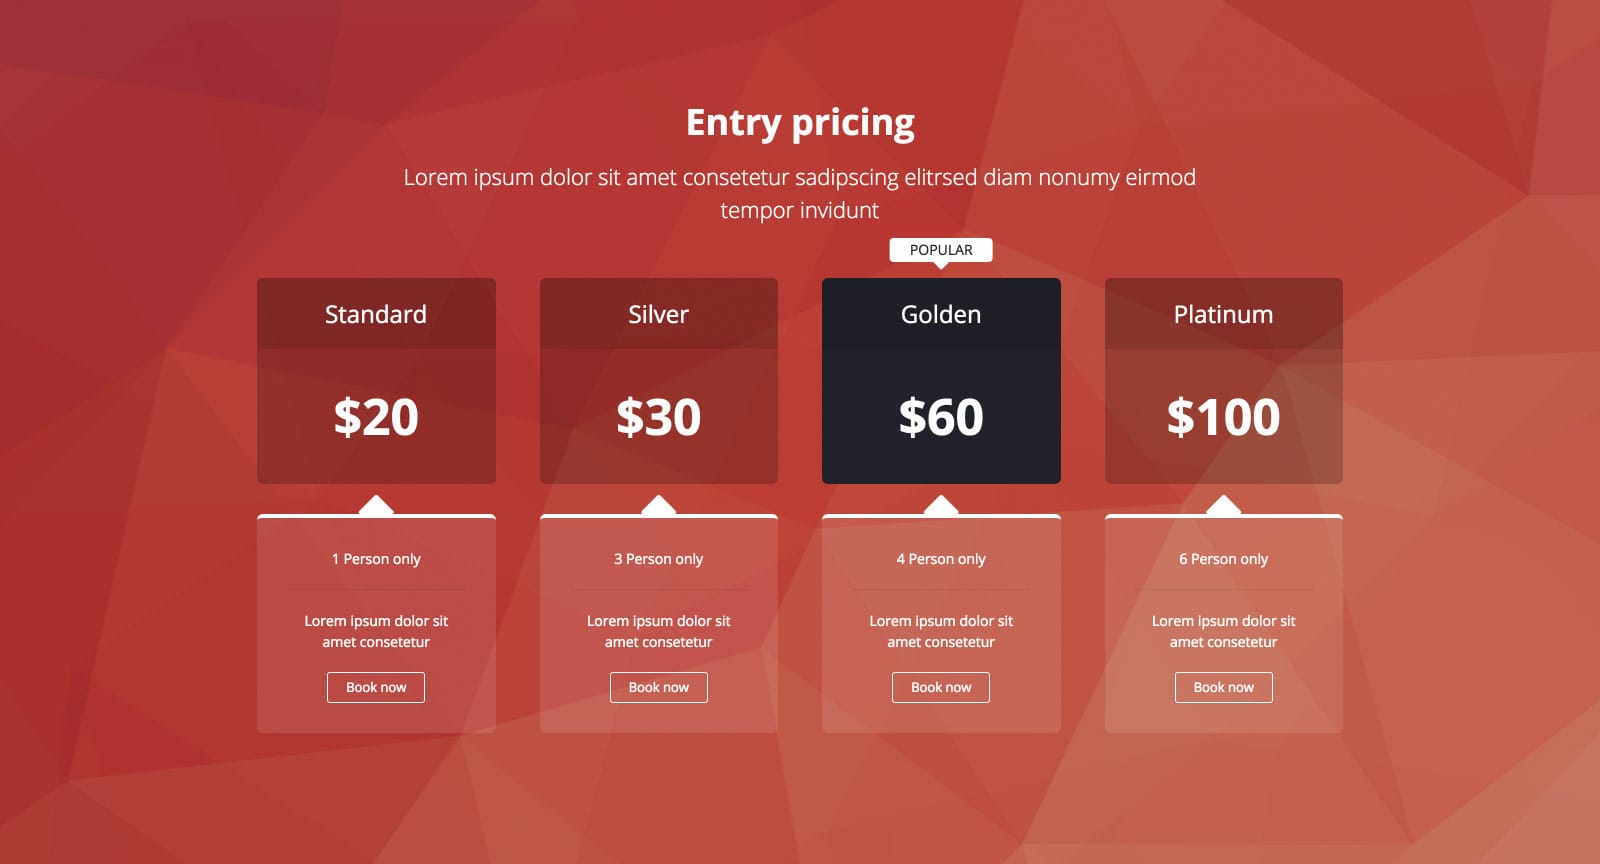 Entry pricing
Lorem ipsum dolor sit amet consetetur sadipscing elitrsed diam nonumy eirmod
tempor invidunt
Standard
$20
1 Person only
Lorem ipsum dolor sit
amet consetetur
Book now
Silver
$30
3 Person only
Lorem ipsum dolor sit
amet consetetur
Book now
POPULAR
Golden
$60
4 Person only
Lorem ipsum dolor sit
amet consetetur
Book now
Platinum
$100
6 Person only
Lorem ipsum dolor sit
amet consetetur
Book now